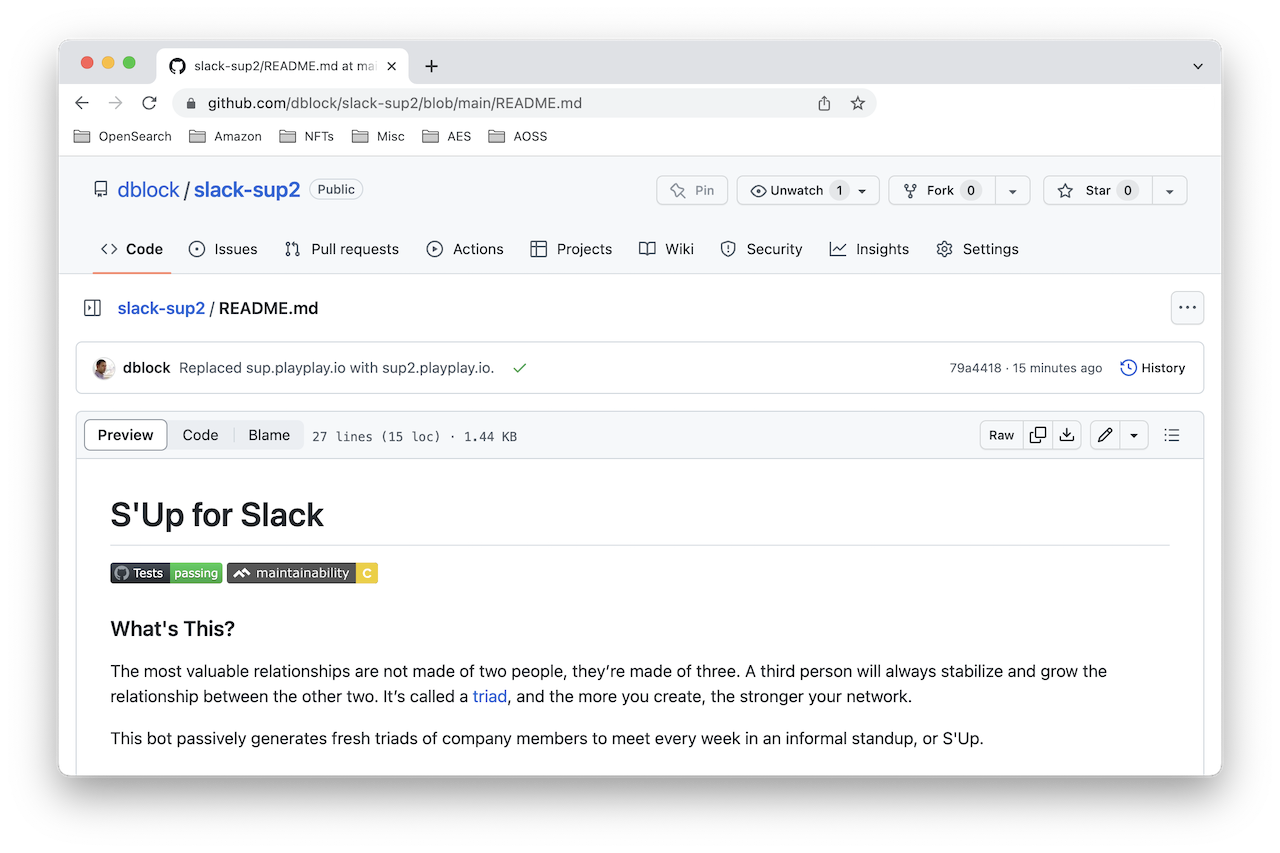 slack-sup2/README.md at mai
github.com/dblock/slack-sup2/blob/main/README.md
OpenSearch Amazon NFTs Misc AES AOSS
dblock / slack-sup2 Public Pin Unwatch 1 Fork 0 Star 0
Code Issues Pull requests Actions Projects Wiki Security Insights Settings
slack-sup2 / README.md
dblock Replaced sup.playplay.io with sup2.playplay.io. 79a4418 · 15 minutes ago History
Preview Code Blame 27 lines (15 loc) · 1.44 KB Raw
S'Up for Slack
Tests passing maintainability C
What's This?
The most valuable relationships are not made of two people, they’re made of three. A third person will always stabilize and grow the
relationship between the other two. It’s called a triad, and the more you create, the stronger your network.
This bot passively generates fresh triads of company members to meet every week in an informal standup, or S'Up.